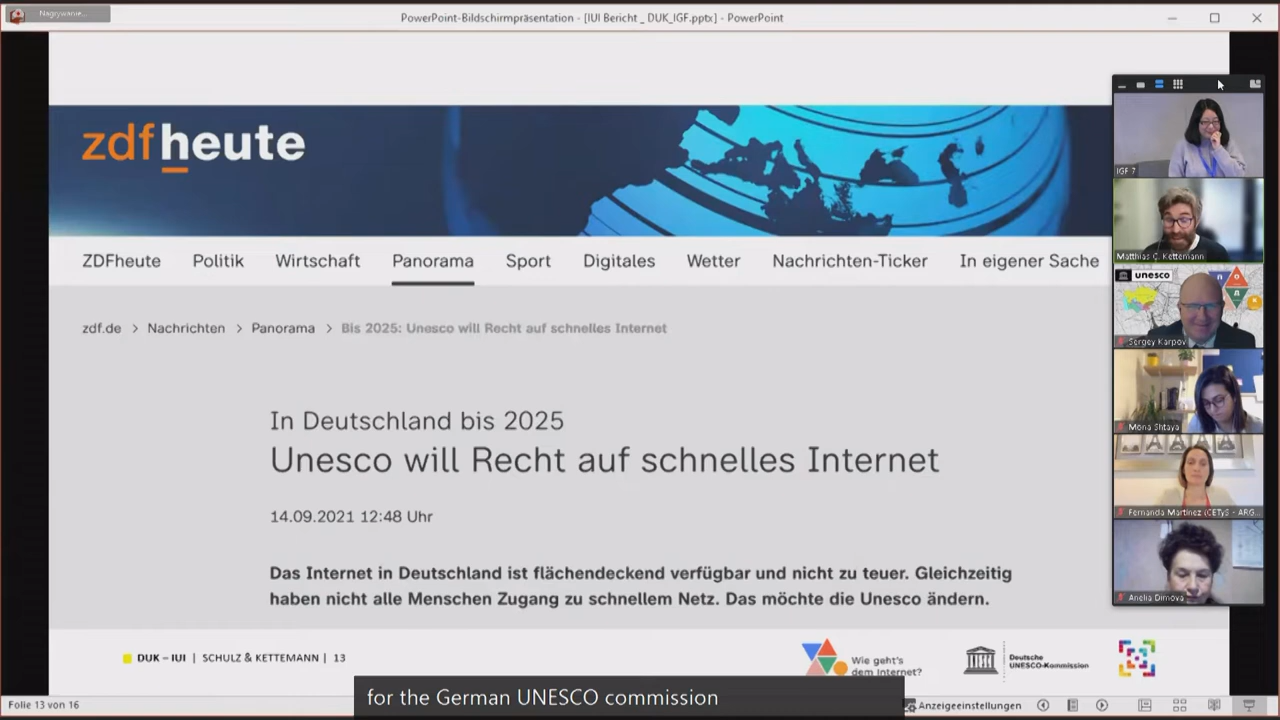 Nagrywanie...
PowerPoint-Bildschirmpräsentation - [IUI Bericht _ DUK_IGF.pptx] - PowerPoint
zdfheute
ZDFheute Politik Wirtschaft Panorama Sport Digitales Wetter Nachrichten-Ticker In eigener Sache
zdf.de > Nachrichten > Panorama > Bis 2025: Unesco will Recht auf schnelles Internet
In Deutschland bis 2025
Unesco will Recht auf schnelles Internet
14.09.2021 12:48 Uhr
Das Internet in Deutschland ist flächendeckend verfügbar und nicht zu teuer. Gleichzeitig
haben nicht alle Menschen Zugang zu schnellem Netz. Das möchte die Unesco ändern.
IGF 7
Matthias C. Kettemann
unesco
Sergey Karpov
Mona Shtaya
Fernanda Martinez (CETyS - ARG...
Anelia Dimova
DUK – IUI | SCHULZ & KETTEMANN | 13
Wie geht's
dem Internet?
Deutsche
UNESCO-Kommission
for the German UNESCO commission
Folie 13 von 16
Anzeigeeinstellungen